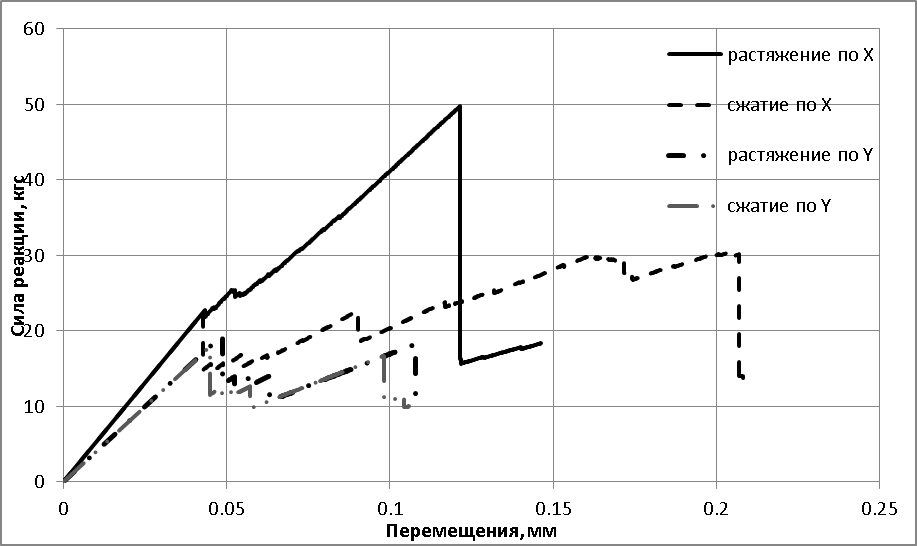 60
50
40
30
20
10
0
0
0.05
0.1
0.15
0.2
0.25
Сила реакции, кгс
Перемещения, мм
растяжение по X
сжатие по X
растяжение по Y
сжатие по Y